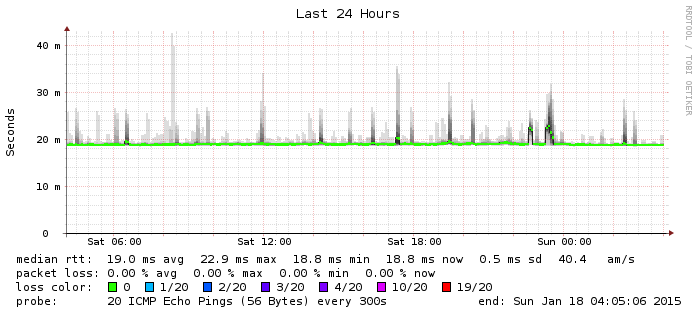 Last 24 Hours
RRDTOOL / TOBI OETIKER
Seconds
40 m
30 m
20 m
10 m
0
Sat 06:00 Sat 12:00 Sat 18:00 Sun 00:00
median rtt: 19.0 ms avg 22.9 ms max 18.8 ms min 18.8 ms now 0.5 ms sd 40.4 am/s
packet loss: 0.00 % avg 0.00 % max 0.00 % min 0.00 % now
loss color: 0 1/20 2/20 3/20 4/20 10/20 19/20
probe: 20 ICMP Echo Pings (56 Bytes) every 300s end: Sun Jan 18 04:05:06 2015